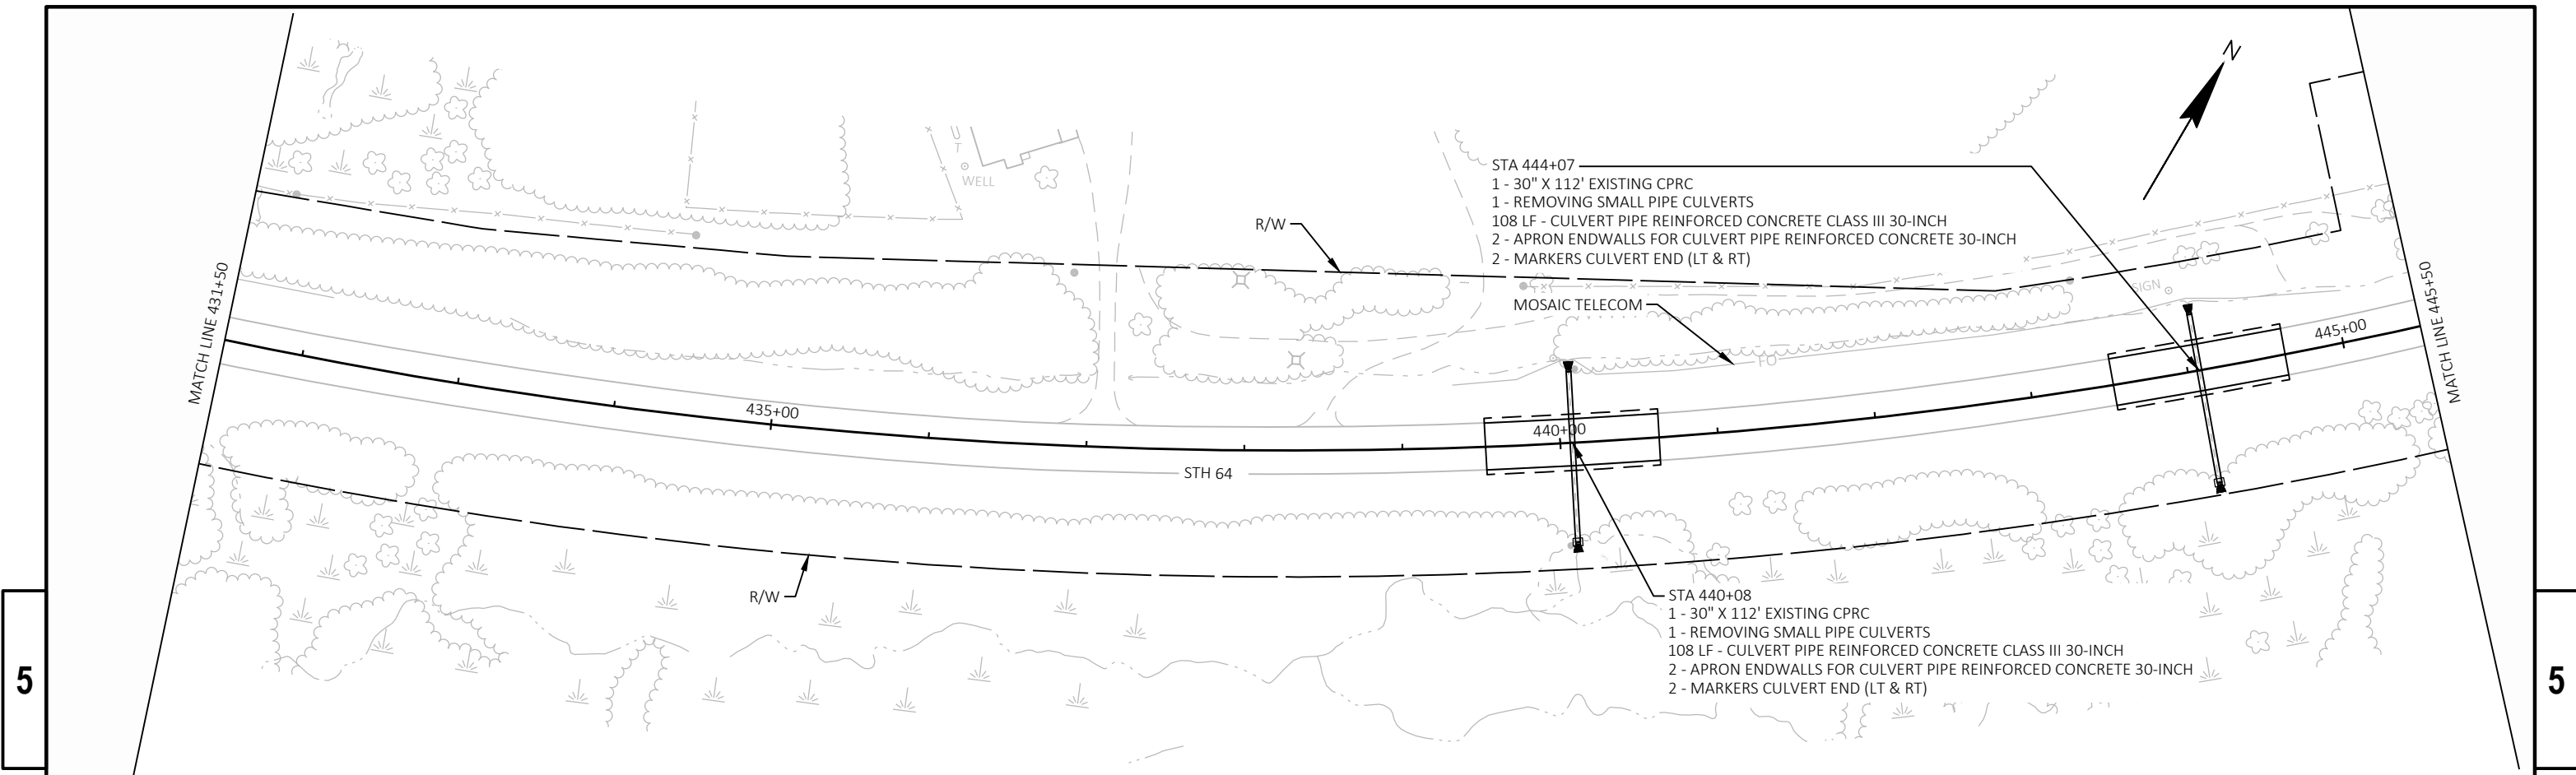 N
STA 444+07
1 - 30" X 112' EXISTING CPRC
1 - REMOVING SMALL PIPE CULVERTS
108 LF - CULVERT PIPE REINFORCED CONCRETE CLASS III 30-INCH
2 - APRON ENDWALLS FOR CULVERT PIPE REINFORCED CONCRETE 30-INCH
2 - MARKERS CULVERT END (LT & RT)
WELL
R/W
MOSAIC TELECOM
SIGN
FO
MATCH LINE 431+50
MATCH LINE 445+50
445+00
435+00
440+00
STH 64
R/W
STA 440+08
1 - 30" X 112' EXISTING CPRC
1 - REMOVING SMALL PIPE CULVERTS
108 LF - CULVERT PIPE REINFORCED CONCRETE CLASS III 30-INCH
2 - APRON ENDWALLS FOR CULVERT PIPE REINFORCED CONCRETE 30-INCH
2 - MARKERS CULVERT END (LT & RT)
5
5